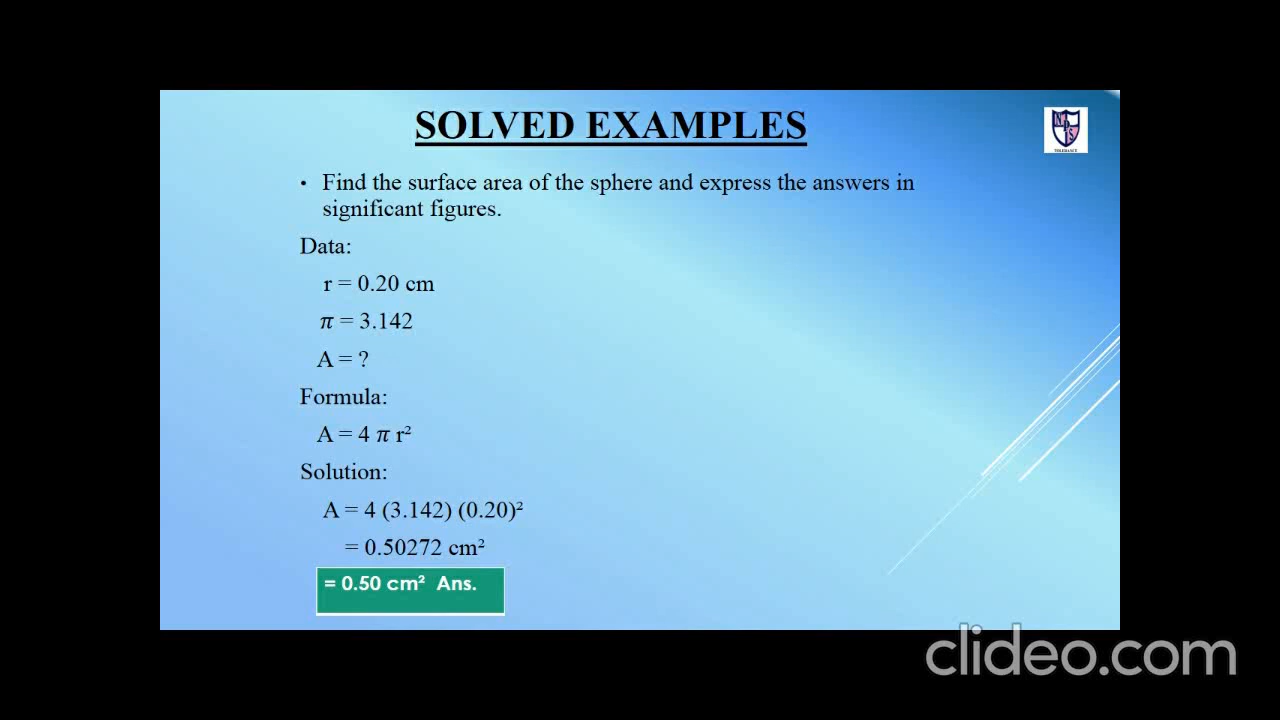 SOLVED EXAMPLES
• Find the surface area of the sphere and express the answers in
significant figures.
Data:
r = 0.20 cm
π = 3.142
A = ?
Formula:
A = 4 π r²
Solution:
A = 4 (3.142) (0.20)²
= 0.50272 cm²
= 0.50 cm² Ans.
clideo.com